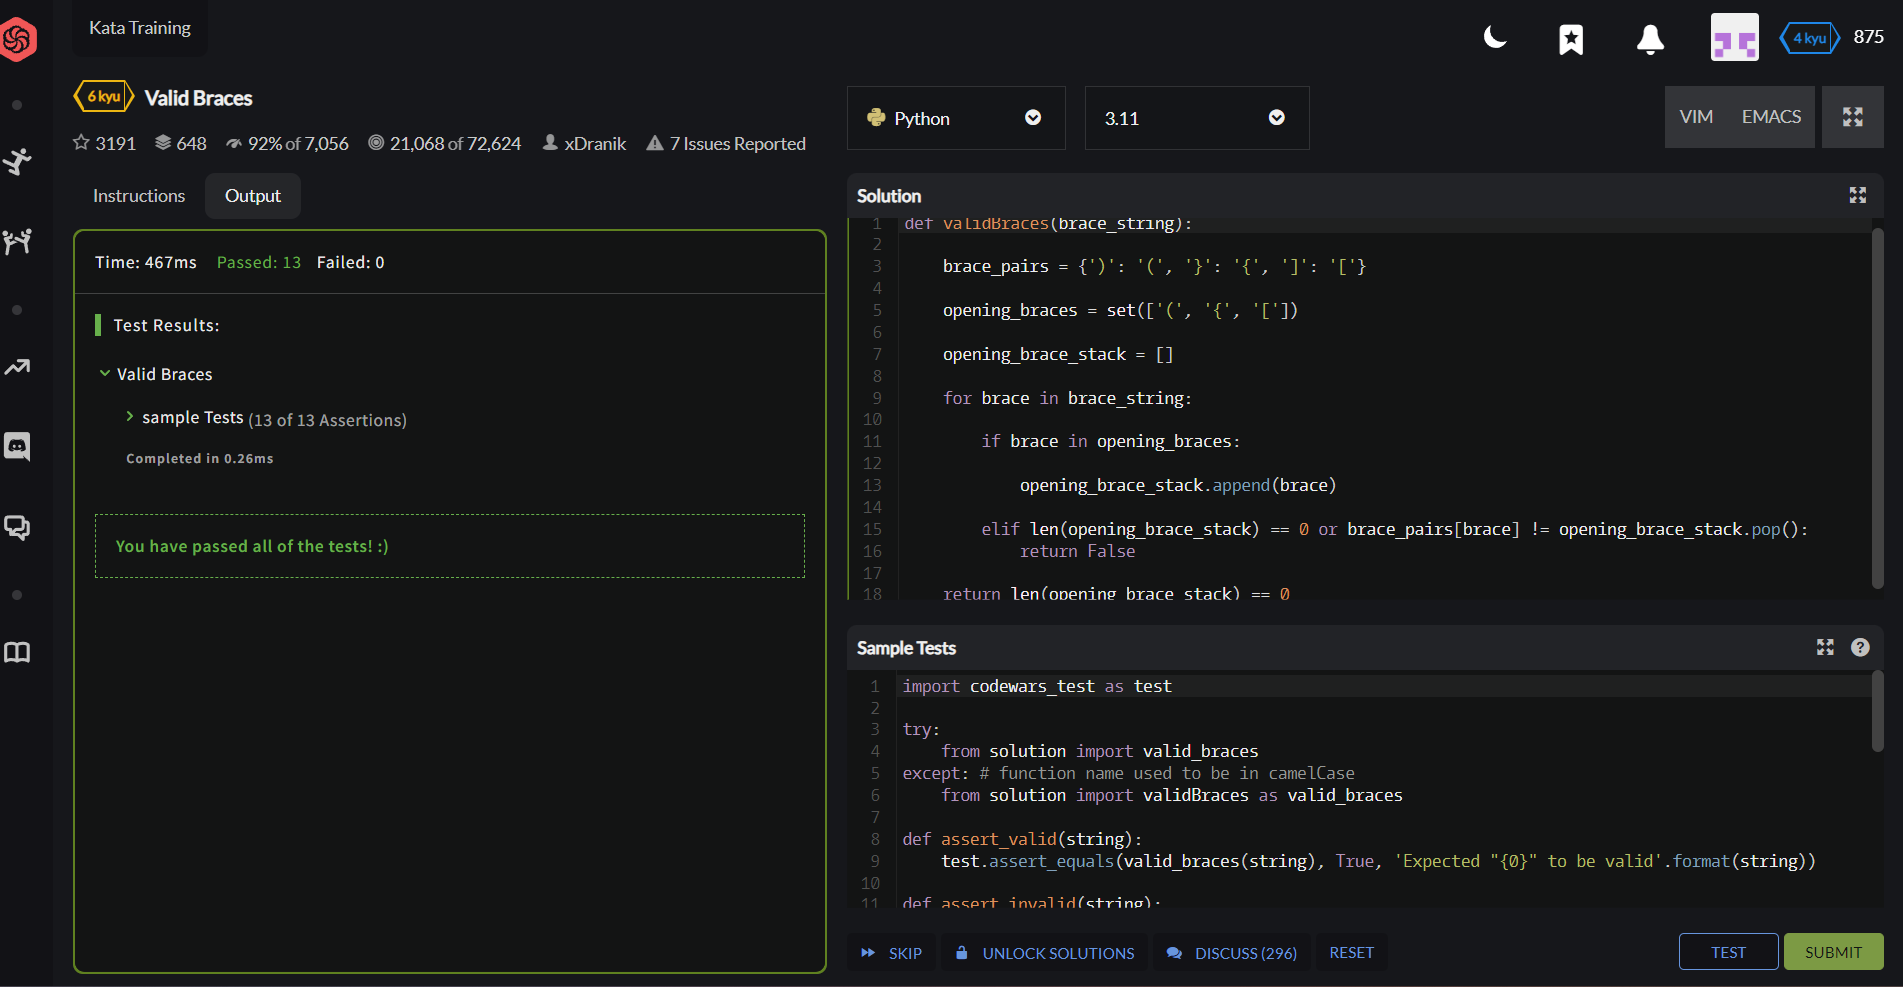 Kata Training
4 kyu 875
6 kyu Valid Braces
3191 648 92% of 7,056 21,068 of 72,624 xDranik 7 Issues Reported
Instructions Output
Time: 467ms Passed: 13 Failed: 0
Test Results:
Valid Braces
sample Tests (13 of 13 Assertions)
Completed in 0.26ms
You have passed all of the tests! :)
Python 3.11 VIM EMACS
Solution
1 def validBraces(brace_string):
2
3 brace_pairs = {')': '(', '}': '{', ']': '['}
4
5 opening_braces = set(['(', '{', '['])
6
7 opening_brace_stack = []
8
9 for brace in brace_string:
10
11 if brace in opening_braces:
12
13 opening_brace_stack.append(brace)
14
15 elif len(opening_brace_stack) == 0 or brace_pairs[brace] != opening_brace_stack.pop():
16 return False
17
18 return len(opening_brace_stack) == 0
Sample Tests
1 import codewars_test as test
2
3 try:
4 from solution import valid_braces
5 except: # function name used to be in camelCase
6 from solution import validBraces as valid_braces
7
8 def assert_valid(string):
9 test.assert_equals(valid_braces(string), True, 'Expected "{0}" to be valid'.format(string))
10
11 def assert_invalid(string):
SKIP UNLOCK SOLUTIONS DISCUSS (296) RESET TEST SUBMIT